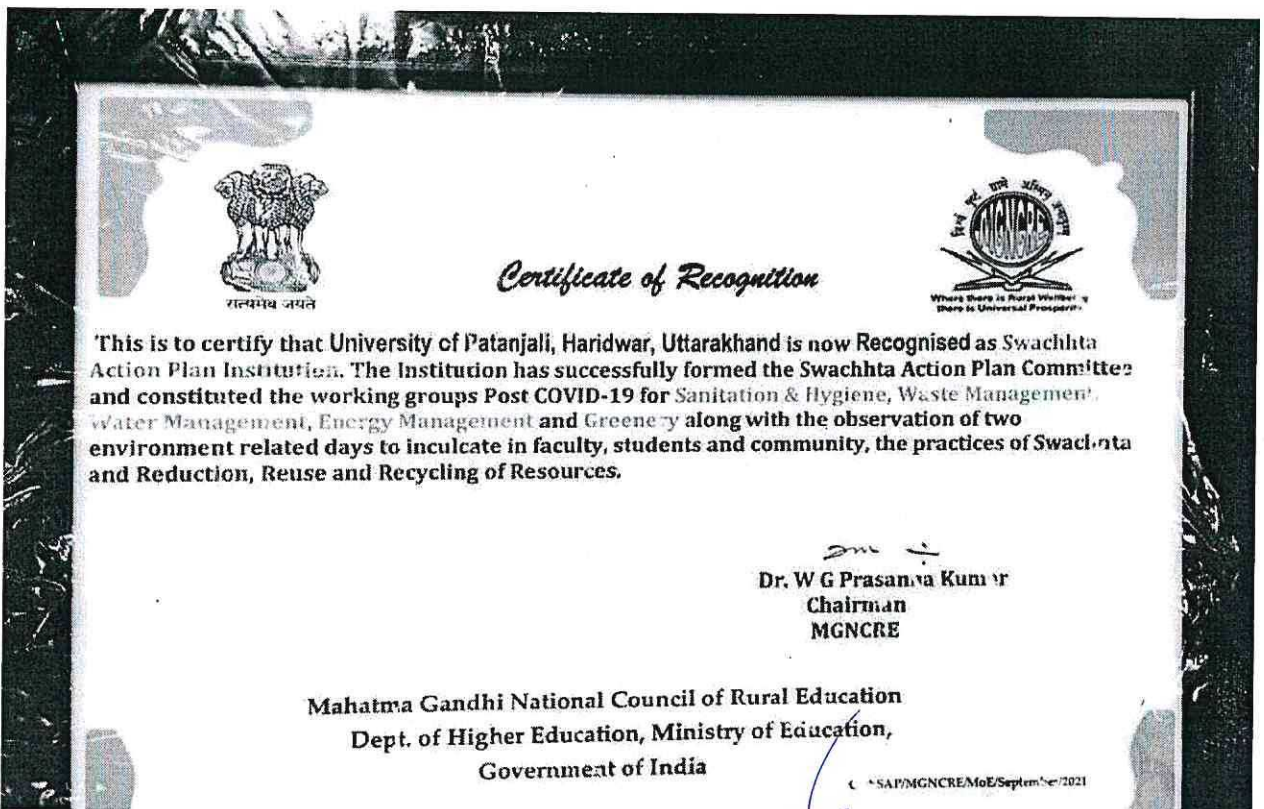 सत्यमेव जयते
MGNCRE
Where there is Rural Wellbeing
there is Universal Prosperity
Certificate of Recognition
This is to certify that University of Patanjali, Haridwar, Uttarakhand is now Recognised as Swachhta
Action Plan Institution. The Institution has successfully formed the Swachhta Action Plan Committee
and constituted the working groups Post COVID-19 for Sanitation & Hygiene, Waste Management,
Water Management, Energy Management and Greenery along with the observation of two
environment related days to inculcate in faculty, students and community, the practices of Swachhta
and Reduction, Reuse and Recycling of Resources.
Dr. W G Prasanna Kumar
Chairman
MGNCRE
Mahatma Gandhi National Council of Rural Education
Dept. of Higher Education, Ministry of Education,
Government of India
SAP/MGNCRE/MoE/September/2021